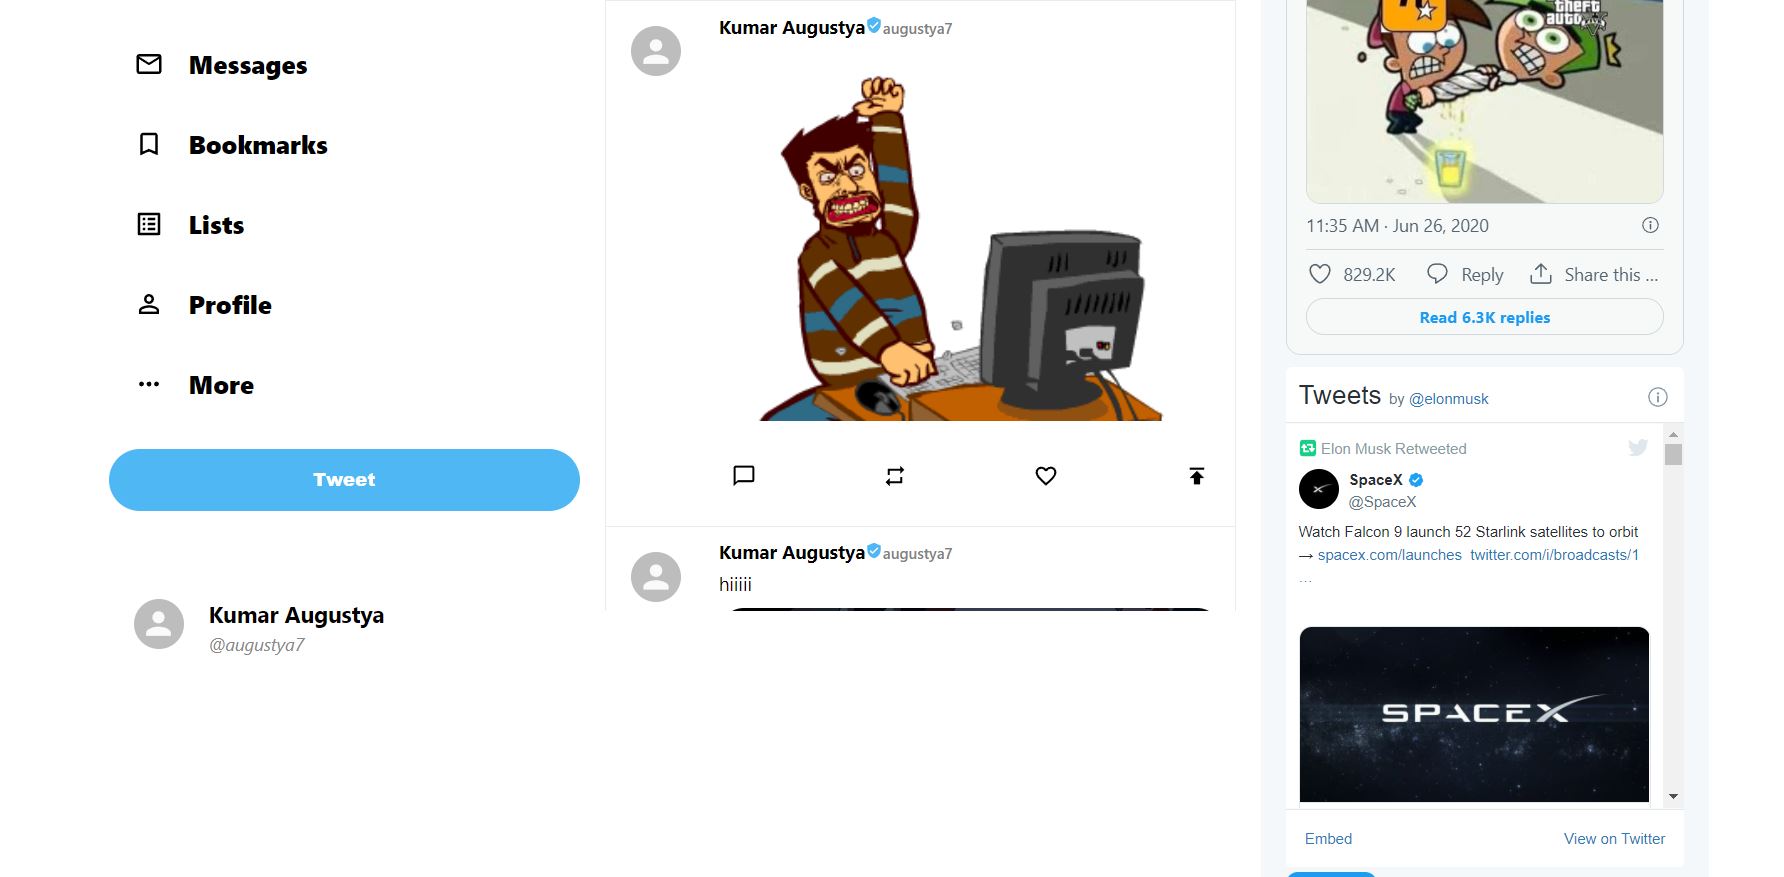 Messages
Bookmarks
Lists
Profile
More
Tweet
Kumar Augustya
@augustya7
Kumar Augustya augustya7
Kumar Augustya augustya7
hiiiii
theft
auto
11:35 AM · Jun 26, 2020
829.2K Reply Share this ...
Read 6.3K replies
Tweets by @elonmusk
Elon Musk Retweeted
SpaceX
@SpaceX
Watch Falcon 9 launch 52 Starlink satellites to orbit
→ spacex.com/launches twitter.com/i/broadcasts/1
…
SPACEX
Embed View on Twitter